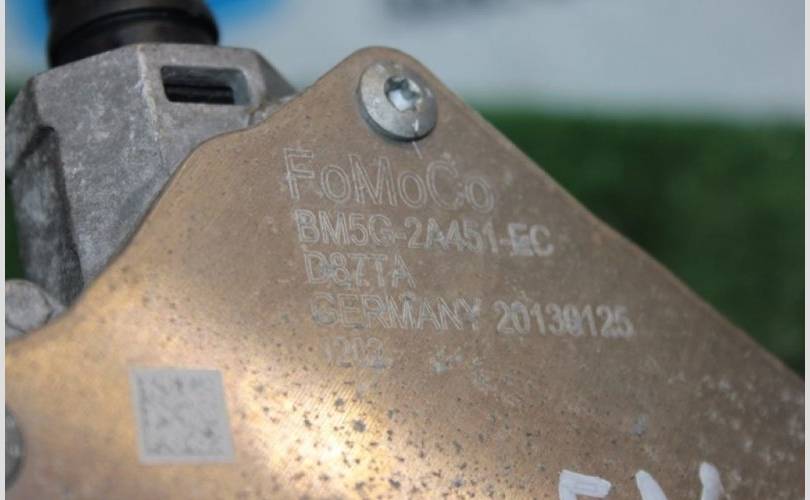 FoMoCo
BM5G-2A451-EC
D87TA
GERMANY 20130125